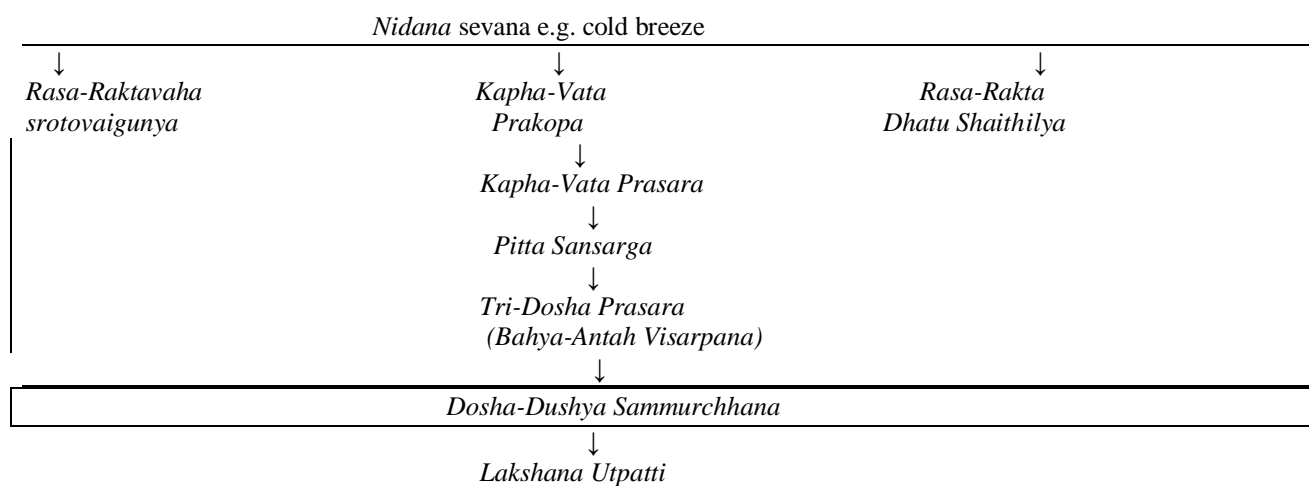 Nidana sevana e.g. cold breeze
↓ ↓ ↓
Rasa-Raktavaha Kapha-Vata Rasa-Rakta
srotovaigunya Prakopa Dhatu Shaithilya
↓
Kapha-Vata Prasara
↓
Pitta Sansarga
↓
Tri-Dosha Prasara
(Bahya-Antah Visarpana)
↓
Dosha-Dushya Sammurchhana
↓
Lakshana Utpatti